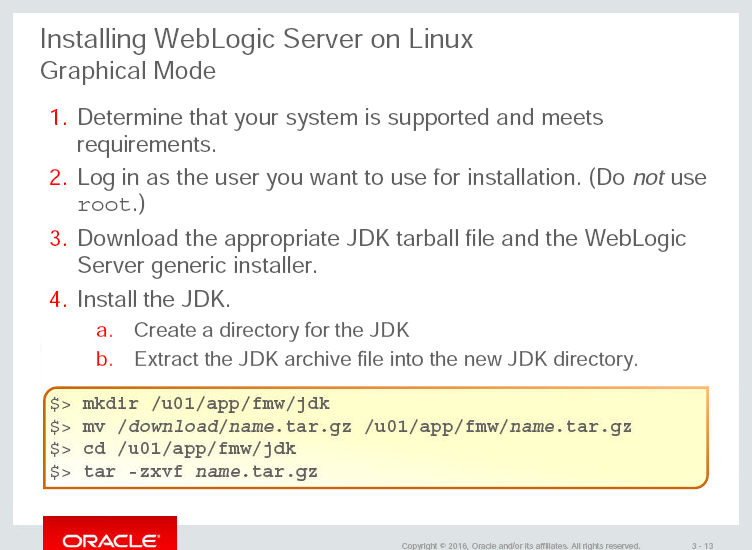 Installing WebLogic Server on Linux
Graphical Mode
1. Determine that your system is supported and meets
requirements.
2. Log in as the user you want to use for installation. (Do not use
root.)
3. Download the appropriate JDK tarball file and the WebLogic
Server generic installer.
4. Install the JDK.
a. Create a directory for the JDK
b. Extract the JDK archive file into the new JDK directory.
$> mkdir /u01/app/fmw/jdk
$> mv /download/name.tar.gz /u01/app/fmw/name.tar.gz
$> cd /u01/app/fmw/jdk
$> tar -zxvf name.tar.gz
ORACLE
Copyright © 2016, Oracle and/or its affiliates. All rights reserved.
3 - 13